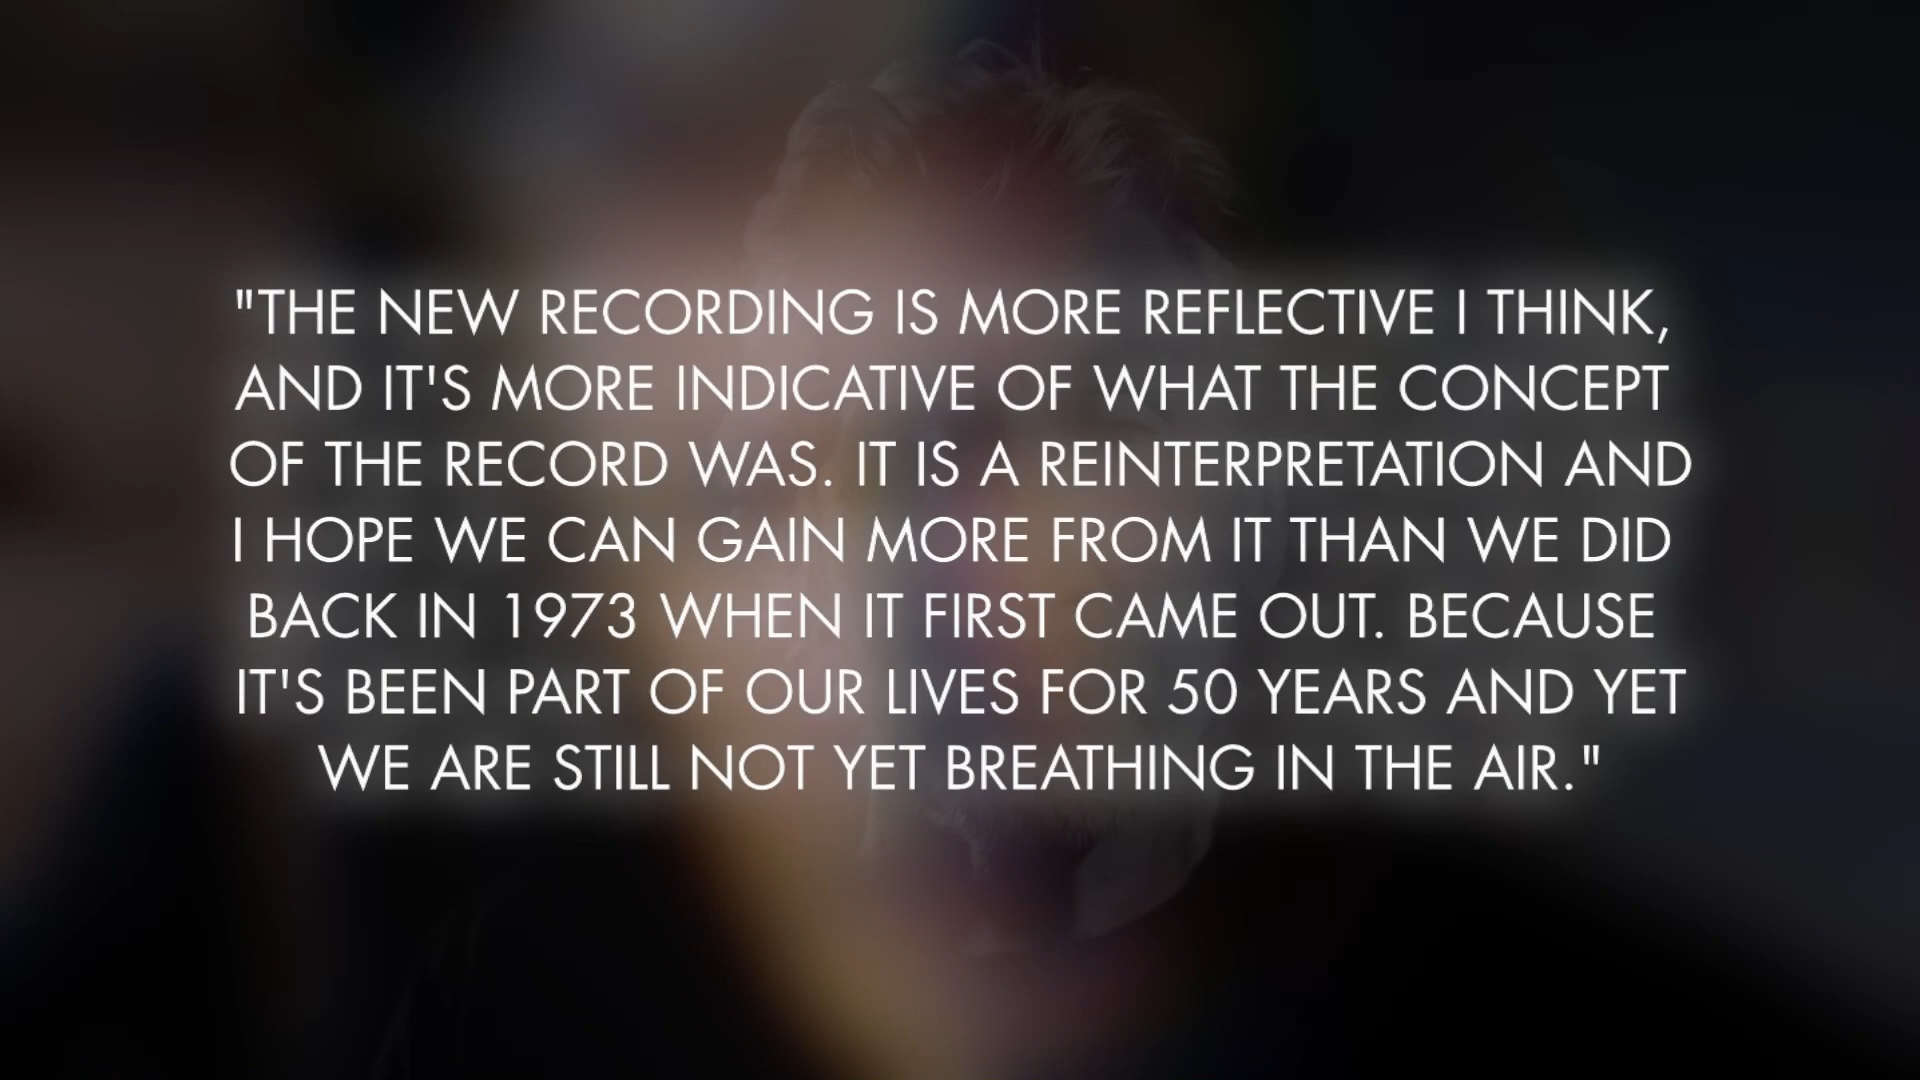 "THE NEW RECORDING IS MORE REFLECTIVE I THINK,
AND IT'S MORE INDICATIVE OF WHAT THE CONCEPT
OF THE RECORD WAS. IT IS A REINTERPRETATION AND
I HOPE WE CAN GAIN MORE FROM IT THAN WE DID
BACK IN 1973 WHEN IT FIRST CAME OUT. BECAUSE
IT'S BEEN PART OF OUR LIVES FOR 50 YEARS AND YET
WE ARE STILL NOT YET BREATHING IN THE AIR."